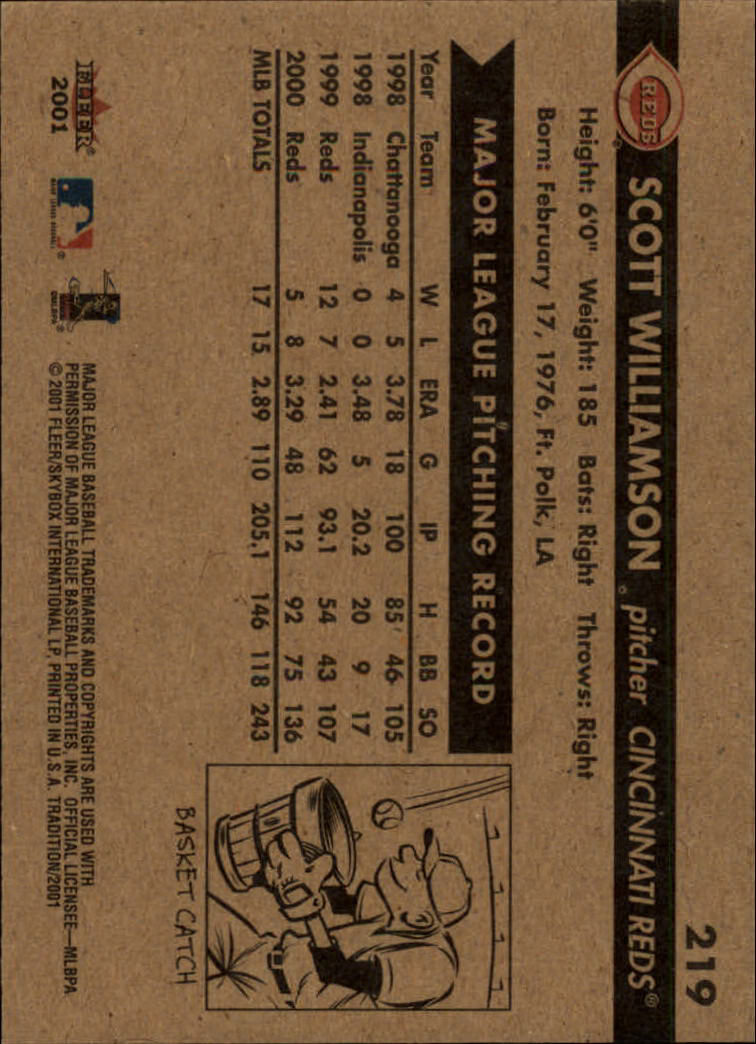 219
REDS
SCOTT WILLIAMSON® pitcher CINCINNATI REDS®
Height: 6'0" Weight: 185 Bats: Right Throws: Right
Born: February 17, 1976, Ft. Polk, LA
MAJOR LEAGUE PITCHING RECORD
Year Team W L ERA G IP H BB SO
1998 Chattanooga 4 5 3.78 18 100 85 46 105
1998 Indianapolis 0 0 3.48 5 20.2 20 9 17
1999 Reds 12 7 2.41 62 93.1 54 43 107
2000 Reds 5 8 3.29 48 112 92 75 136
MLB TOTALS 17 15 2.89 110 205.1 146 118 243
BASKET CATCH
FLEER®
2001
MAJOR LEAGUE BASEBALL®
©MLBPA®
MAJOR LEAGUE BASEBALL TRADEMARKS AND COPYRIGHTS ARE USED WITH
PERMISSION OF MAJOR LEAGUE BASEBALL PROPERTIES, INC. OFFICIAL LICENSEE—MLBPA
© 2001 FLEER/SKYBOX INTERNATIONAL LP. PRINTED IN U.S.A. TRADITION/2001